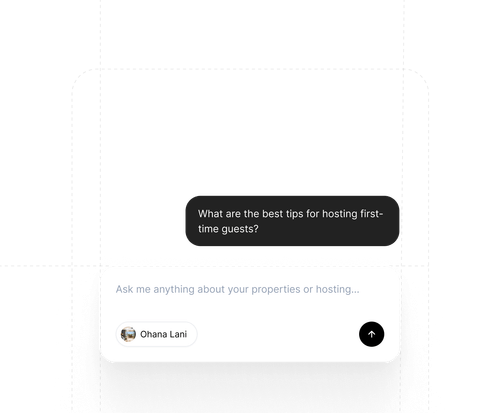 What are the best tips for hosting first-
time guests?
Ask me anything about your properties or hosting...
Ohana Lani